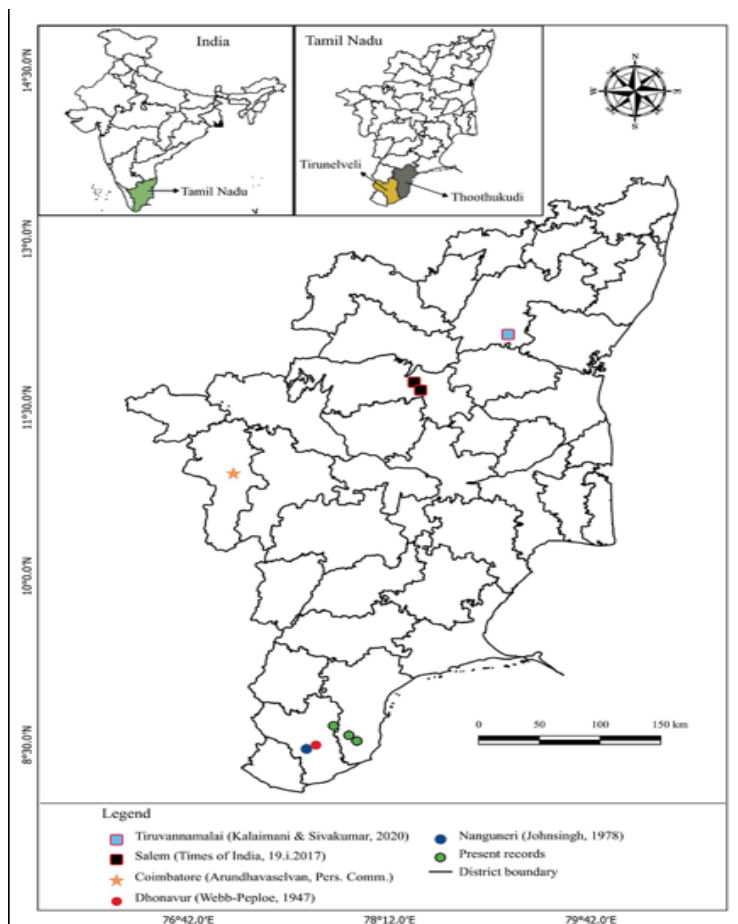 India
Tamil Nadu
Tamil Nadu
Tirunelveli
Thoothukudi
N
E
S
W
14°30.0'N
13°0.0'N
11°30.0'N
10°0.0'N
8°30.0'N
0 50 100 150 km
Legend
Tiruvannamalai (Kalaimani & Sivakumar, 2020)
Salem (Times of India, 19.i.2017)
Coimbatore (Arundhavaselvan, Pers. Comm.)
Dhonavur (Webb-Peploe, 1947)
Nanguneri (Johnsingh, 1978)
Present records
District boundary
76°42.0'E
78°12.0'E
79°42.0'E